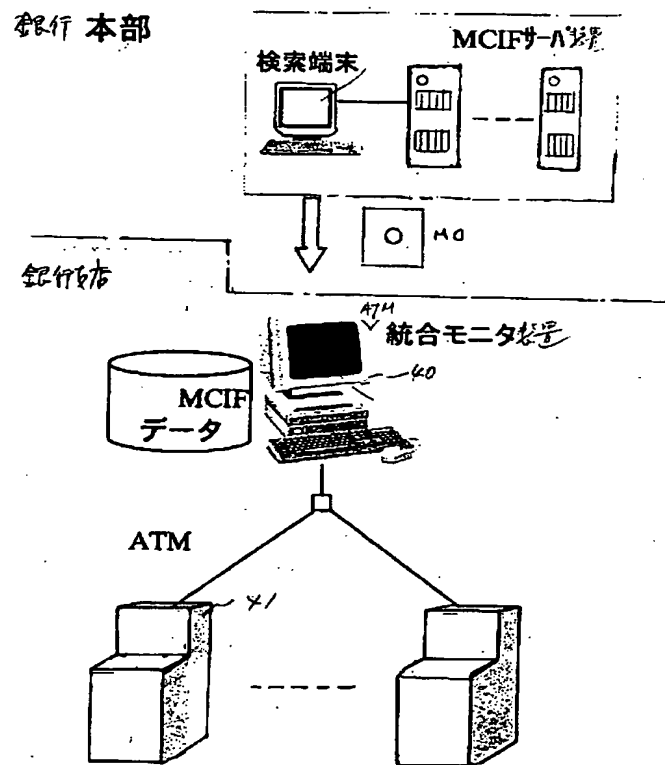 銀行 本部
MCIFサーバ装置
検索端末
MO
銀行支店
ATM
統合モニタ装置
40
MCIF
データ
ATM
41